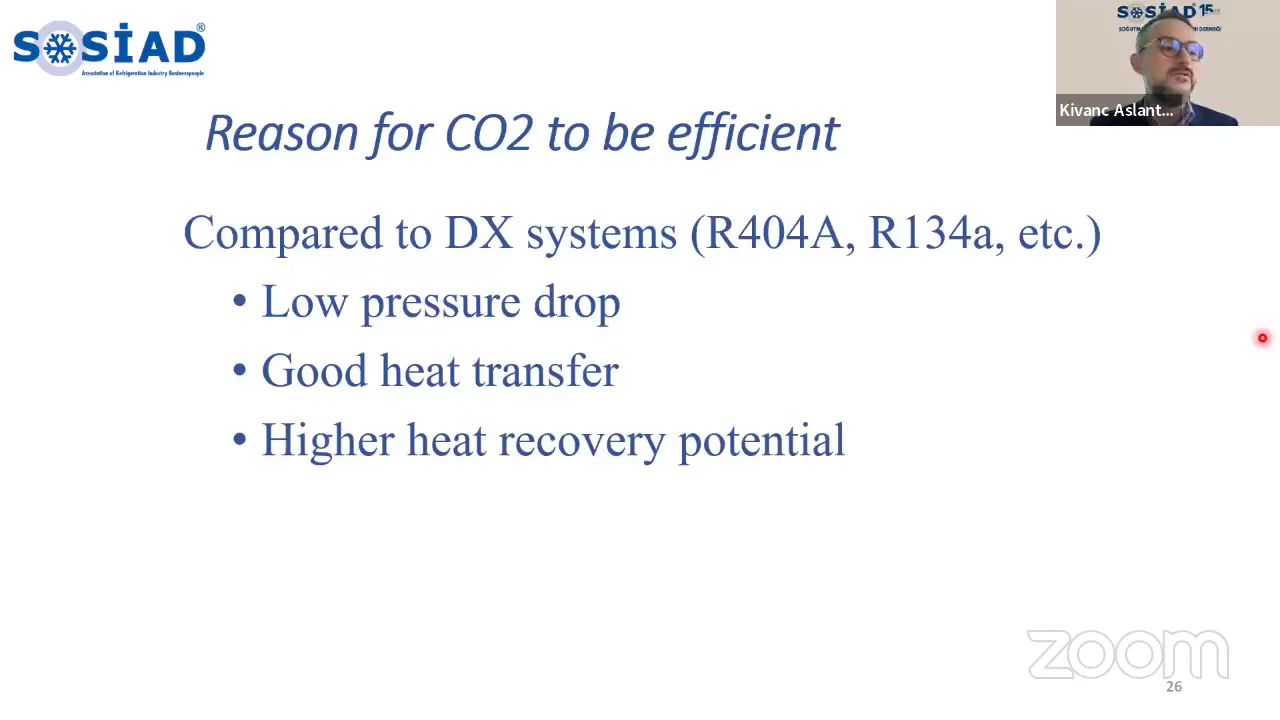 SOSİAD®
Association of Refrigeration Industry Businesspeople
SOSİAD 15
DERNEĞİ
Kivanc Aslant...
Reason for CO2 to be efficient
Compared to DX systems (R404A, R134a, etc.)
• Low pressure drop
• Good heat transfer
• Higher heat recovery potential
zoom
26